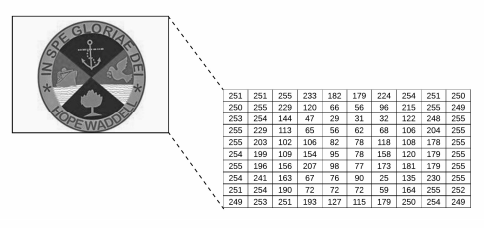 IN SPE GLORIAE DEI
HOPE WADDELL
251 251 255 233 182 179 224 254 251 250
250 255 229 120 66 56 96 215 255 249
253 254 144 47 29 31 32 122 248 255
255 229 113 65 56 62 68 106 204 255
255 203 102 106 82 78 118 108 178 255
254 199 109 154 95 78 158 120 179 255
255 196 156 207 98 77 173 181 179 255
254 241 163 67 76 90 25 135 230 255
251 254 190 72 72 72 59 164 255 252
249 253 251 193 127 115 179 250 254 249